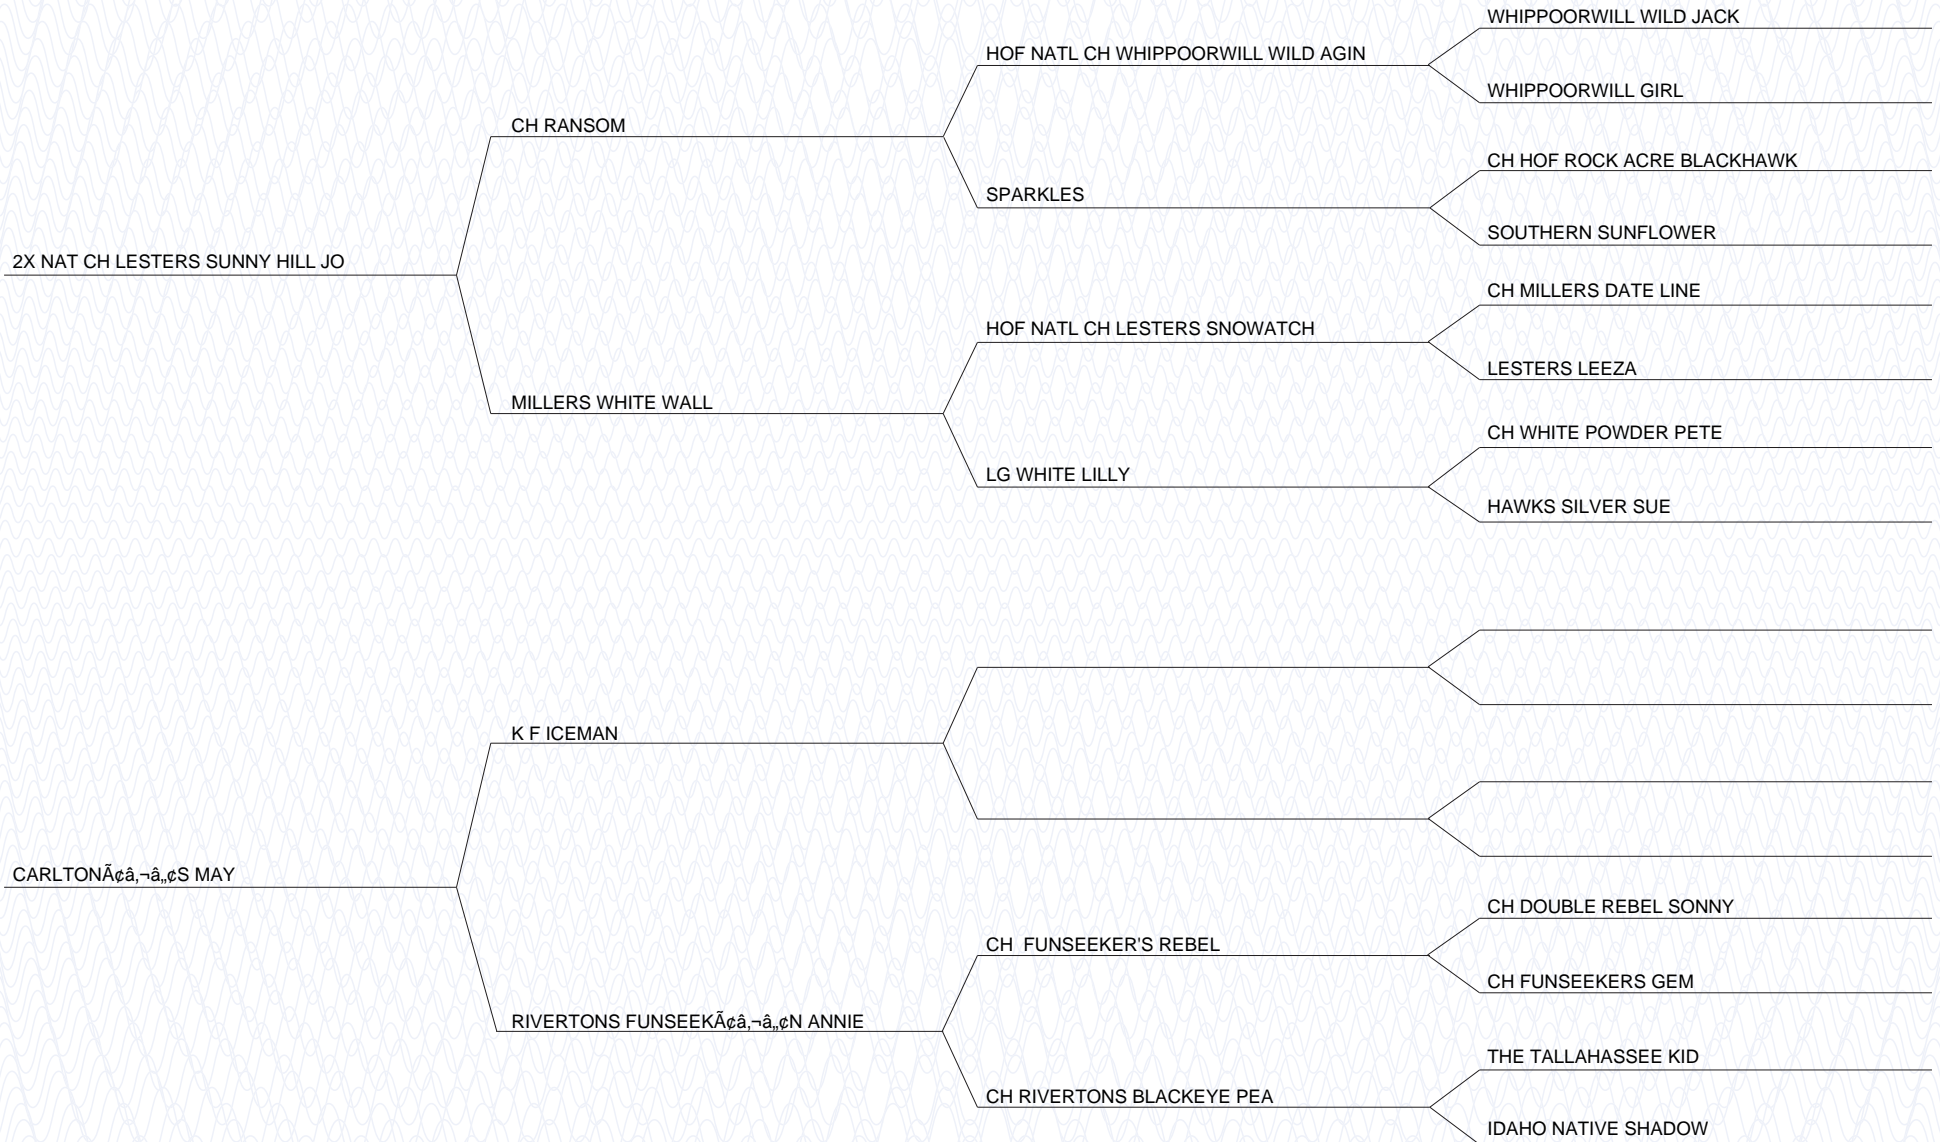 WHIPPOORWILL WILD JACK
HOF NATL CH WHIPPOORWILL WILD AGIN
WHIPPOORWILL GIRL
CH RANSOM
CH HOF ROCK ACRE BLACKHAWK
SPARKLES
SOUTHERN SUNFLOWER
2X NAT CH LESTERS SUNNY HILL JO
CH MILLERS DATE LINE
HOF NATL CH LESTERS SNOWATCH
LESTERS LEEZA
MILLERS WHITE WALL
CH WHITE POWDER PETE
LG WHITE LILLY
HAWKS SILVER SUE
K F ICEMAN
CARLTONÃ¢â‚¬â„¢S MAY
CH DOUBLE REBEL SONNY
CH  FUNSEEKER'S REBEL
CH FUNSEEKERS GEM
RIVERTONS FUNSEEKÃ¢â‚¬â„¢N ANNIE
THE TALLAHASSEE KID
CH RIVERTONS BLACKEYE PEA
IDAHO NATIVE SHADOW